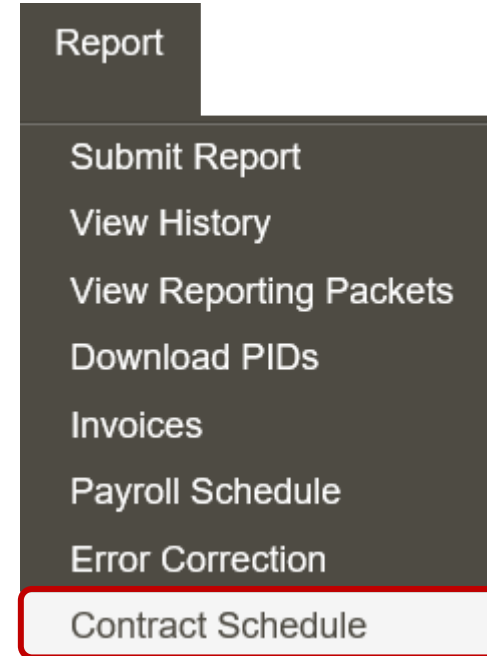 Report
Submit Report
View History
View Reporting Packets
Download PIDs
Invoices
Payroll Schedule
Error Correction
Contract Schedule